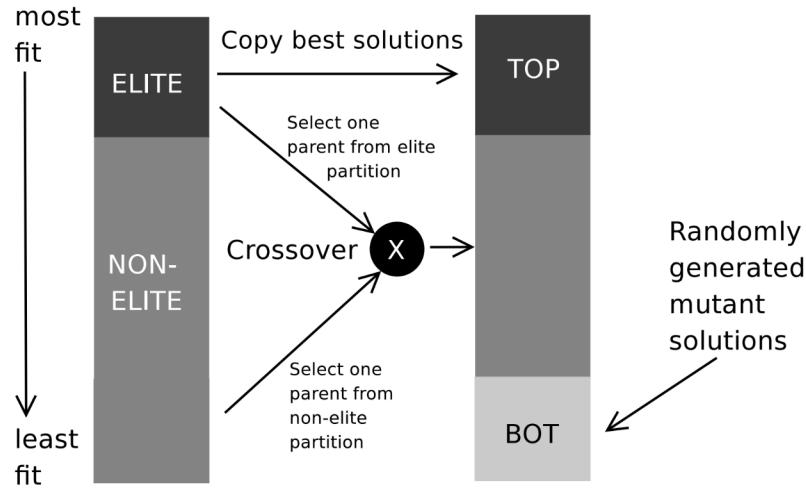 most
fit
ELITE
Copy best solutions
TOP
Select one
parent from elite
partition
NON-
ELITE
Crossover
X
Randomly
generated
mutant
solutions
Select one
parent from
non-elite
partition
least
fit
BOT